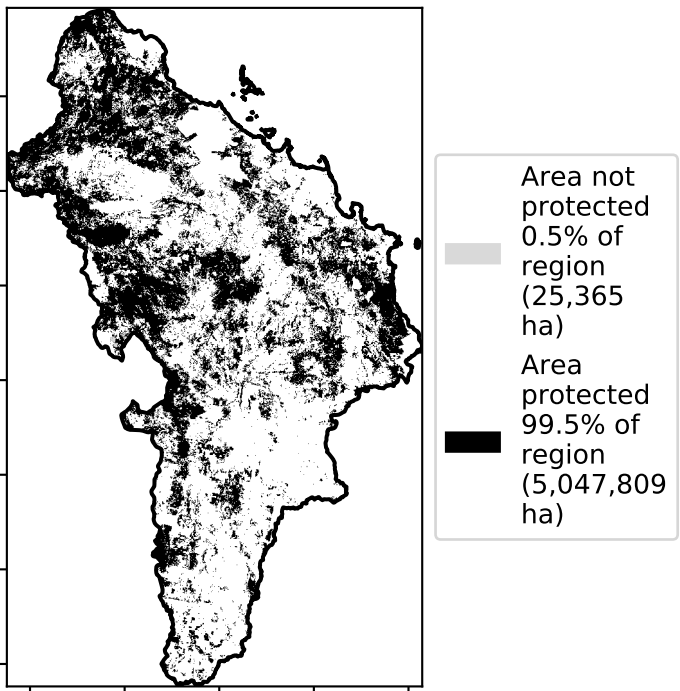 Area not
protected
0.5% of
region
(25,365
ha)
Area
protected
99.5% of
region
(5,047,809
ha)